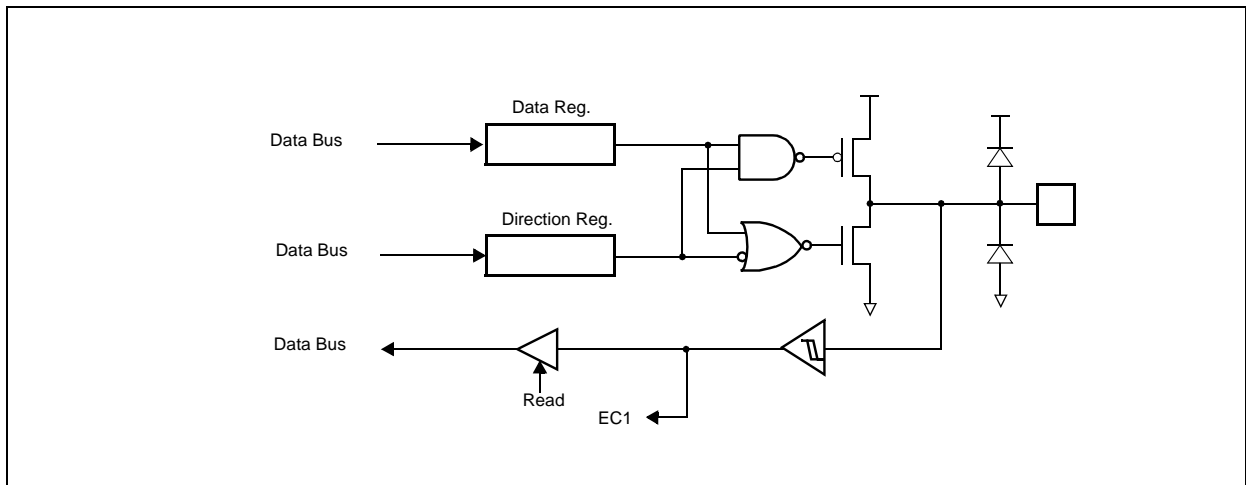 Data Reg.
Data Bus
Direction Reg.
Data Bus
Data Bus
Read
EC1